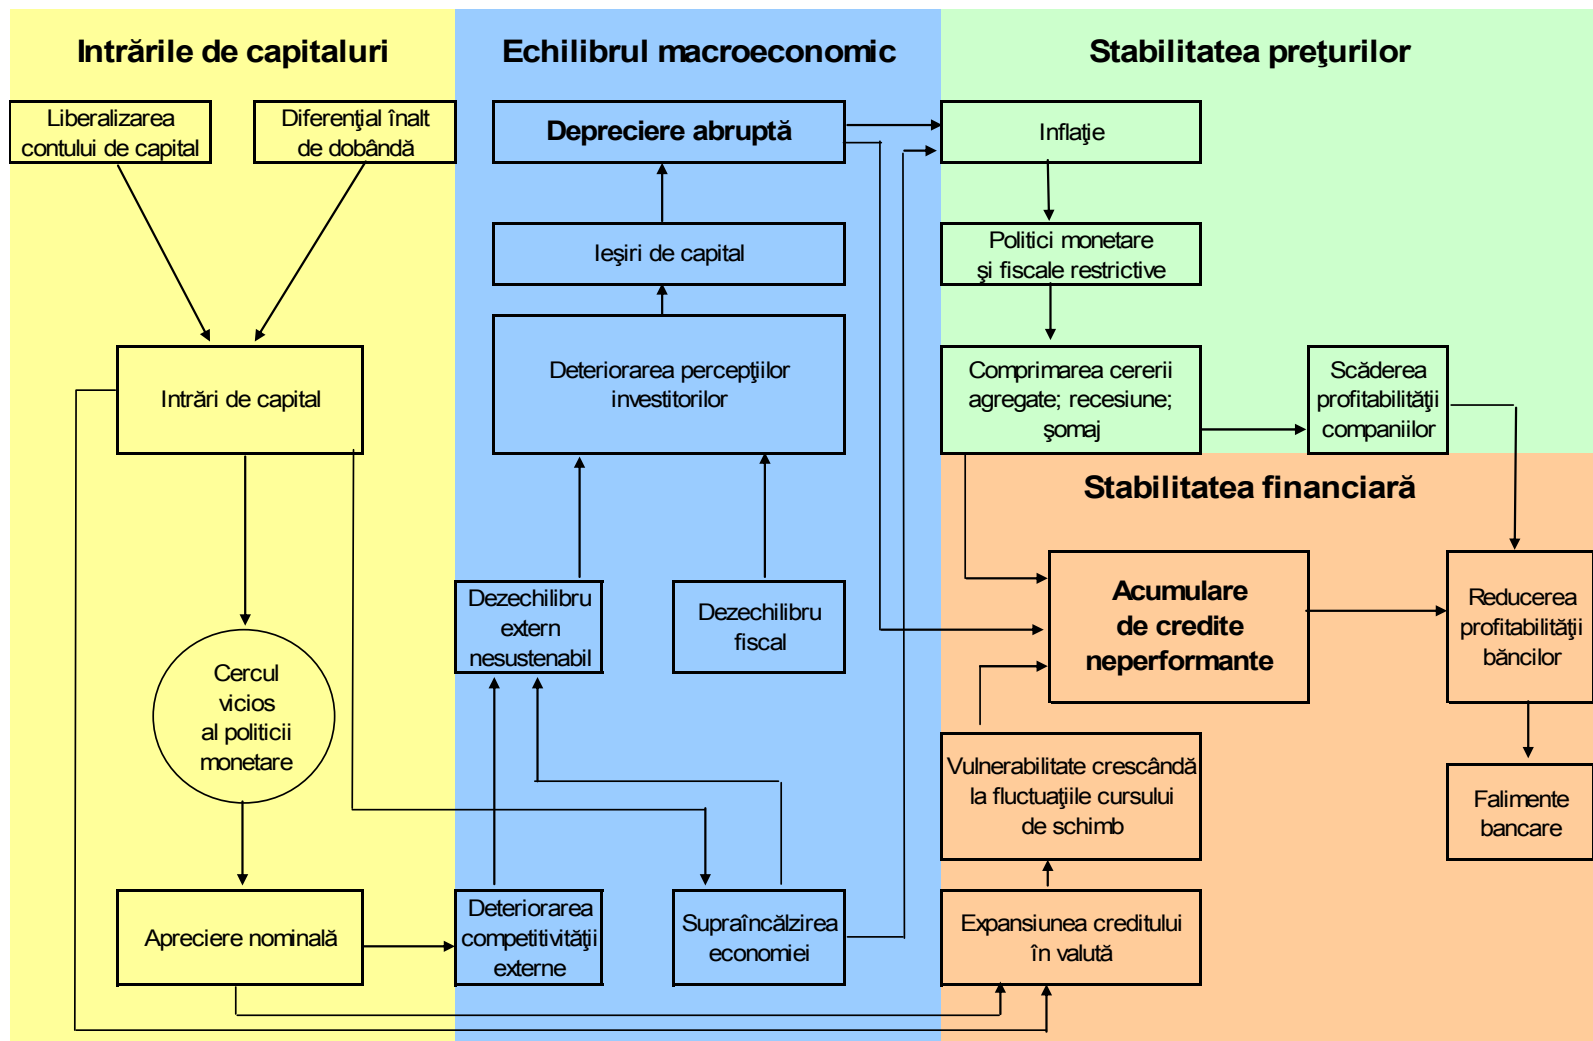 Intrările de capitaluri
Echilibrul macroeconomic
Stabilitatea preţurilor
Liberalizarea
contului de capital
Diferenţial înalt
de dobândă
Depreciere abruptă
Inflaţie
Ieşiri de capital
Politici monetare
şi fiscale restrictive
Intrări de capital
Deteriorarea percepţiilor
investitorilor
Comprimarea cererii
agregate; recesiune;
şomaj
Scăderea
profitabilităţii
companiilor
Stabilitatea financiară
Dezechilibru
extern
nesustenabil
Dezechilibru
fiscal
Acumulare
de credite
neperformante
Reducerea
profitabilităţii
băncilor
Cercul
vicios
al politicii
monetare
Vulnerabilitate crescândă
la fluctuaţiile cursului
de schimb
Falimente
bancare
Apreciere nominală
Deteriorarea
competitivităţii
externe
Supraîncălzirea
economiei
Expansiunea creditului
în valută